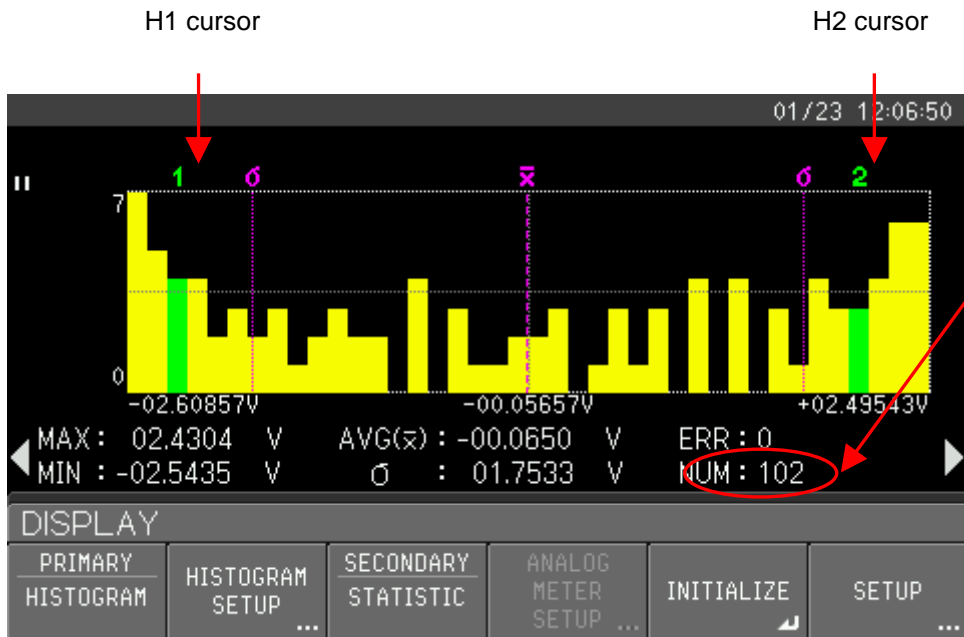 H1 cursor H2 cursor
01/23 12:06:50
1 σ x̄ σ 2
7
0
-02.60857V -00.05657V +02.49543V
MAX: 02.4304 V AVG(x̄): -00.0650 V ERR: 0
MIN: -02.5435 V σ : 01.7533 V NUM: 102
DISPLAY
PRIMARY HISTOGRAM
HISTOGRAM SETUP ...
SECONDARY STATISTIC
ANALOG METER SETUP ...
INITIALIZE
SETUP ...